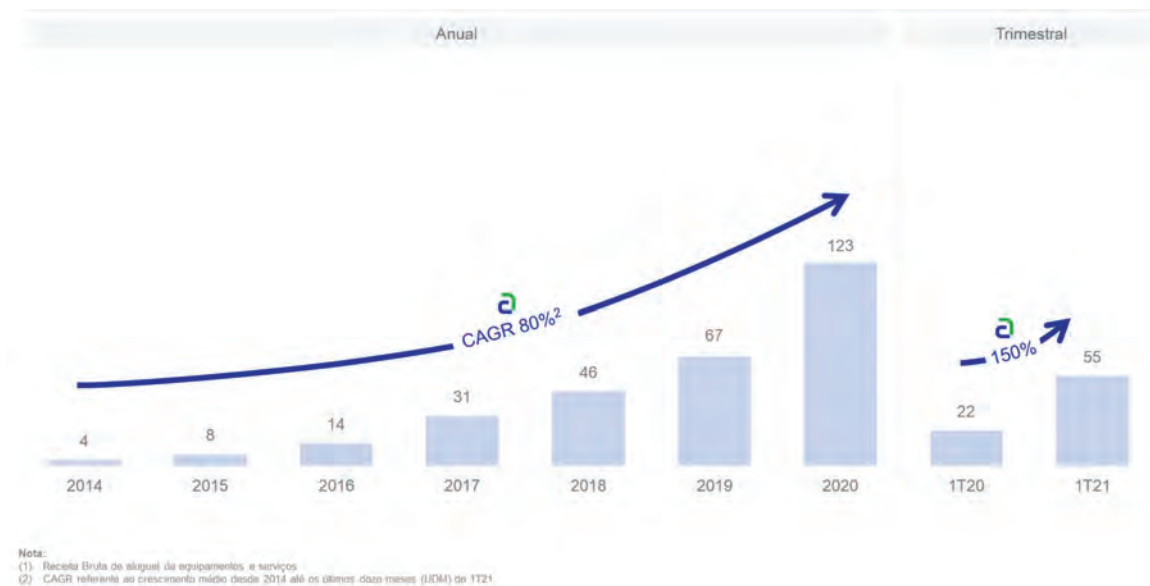 Anual
Trimestral
CAGR 80%²
150%
4
8
14
31
46
67
123
22
55
2014
2015
2016
2017
2018
2019
2020
1T20
1T21
Nota:
(1) Receita Bruta de aluguel de equipamentos e serviços
(2) CAGR referente ao crescimento médio desde 2014 até os últimos doze meses (UDM) de 1T21